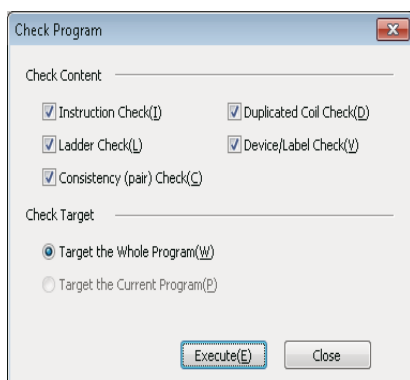 Check Program
Check Content
Instruction Check(I) Duplicated Coil Check(D)
Ladder Check(L) Device/Label Check(V)
Consistency (pair) Check(C)
Check Target
Target the Whole Program(W)
Target the Current Program(P)
Execute(E) Close